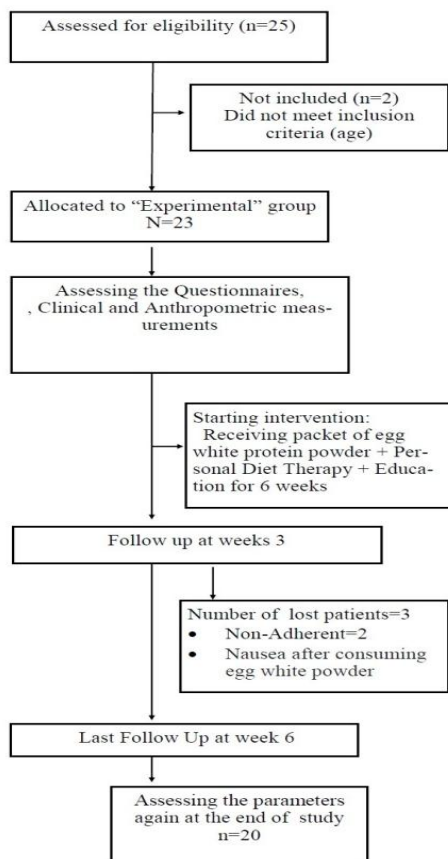 Assessed for eligibility (n=25)
Not included (n=2)
Did not meet inclusion
criteria (age)
Allocated to “Experimental” group
N=23
Assessing the Questionnaires,
, Clinical and Anthropometric meas-
urements
Starting intervention:
Receiving packet of egg
white protein powder + Per-
sonal Diet Therapy + Educa-
tion for 6 weeks
Follow up at weeks 3
Number of lost patients=3
• Non-Adherent=2
• Nausea after consuming
egg white powder
Last Follow Up at week 6
Assessing the parameters
again at the end of study
n=20